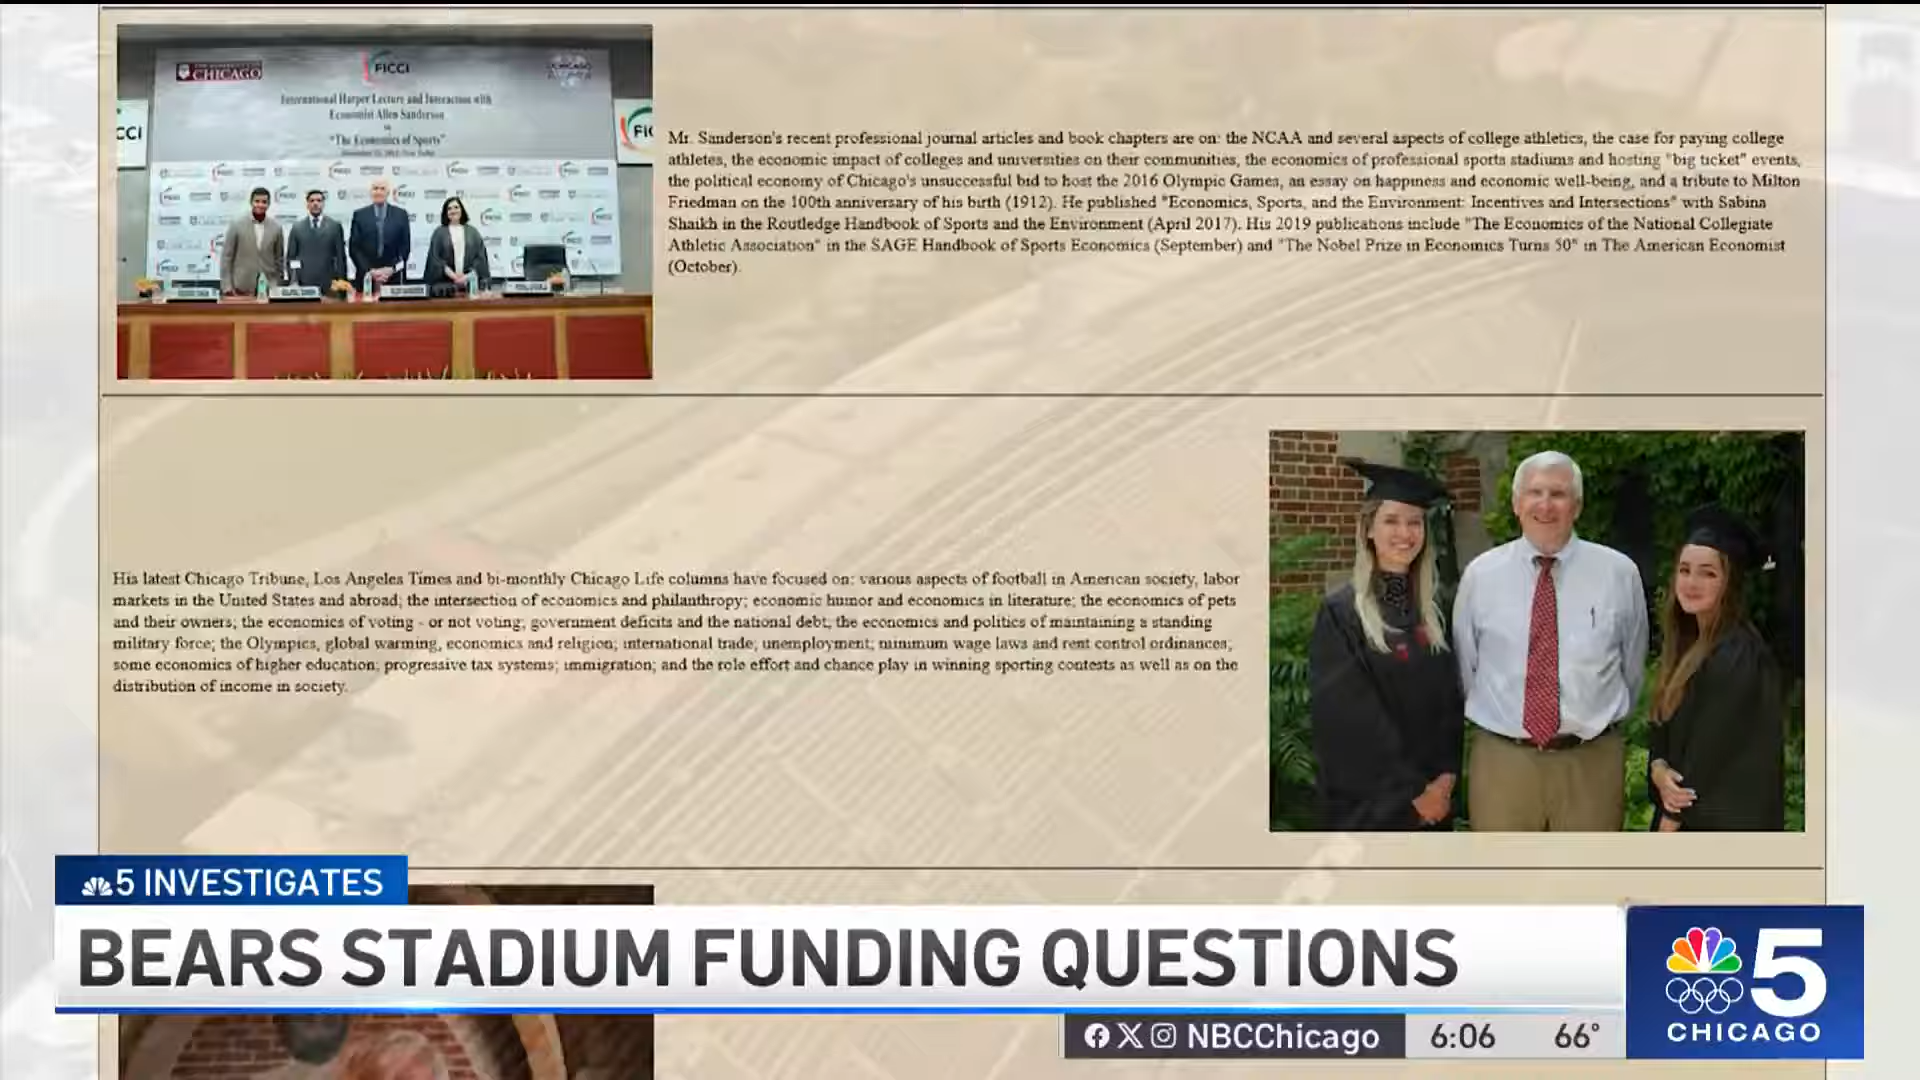 THE UNIVERSITY OF
CHICAGO
FICCI
International Harper Lecture and Interaction with
Economist Allen Sanderson
on
"The Economics of Sports"
CCI
FIC
Mr. Sanderson's recent professional journal articles and book chapters are on: the NCAA and several aspects of college athletics, the case for paying college
athletes, the economic impact of colleges and universities on their communities, the economics of professional sports stadiums and hosting "big ticket" events,
the political economy of Chicago's unsuccessful bid to host the 2016 Olympic Games, an essay on happiness and economic well-being, and a tribute to Milton
Friedman on the 100th anniversary of his birth (1912). He published "Economics, Sports, and the Environment: Incentives and Intersections" with Sabina
Shaikh in the Routledge Handbook of Sports and the Environment (April 2017). His 2019 publications include "The Economics of the National Collegiate
Athletic Association" in the SAGE Handbook of Sports Economics (September) and "The Nobel Prize in Economics Turns 50" in The American Economist
(October).
His latest Chicago Tribune, Los Angeles Times and bi-monthly Chicago Life columns have focused on: various aspects of football in American society, labor
markets in the United States and abroad; the intersection of economics and philanthropy; economic humor and economics in literature; the economics of pets
and their owners; the economics of voting - or not voting; government deficits and the national debt; the economics and politics of maintaining a standing
military force; the Olympics, global warming, economics and religion; international trade; unemployment; minimum wage laws and rent control ordinances;
some economics of higher education; progressive tax systems; immigration; and the role effort and chance play in winning sporting contests as well as on the
distribution of income in society.
5 INVESTIGATES
BEARS STADIUM FUNDING QUESTIONS
5
CHICAGO
NBCChicago 6:06 66°